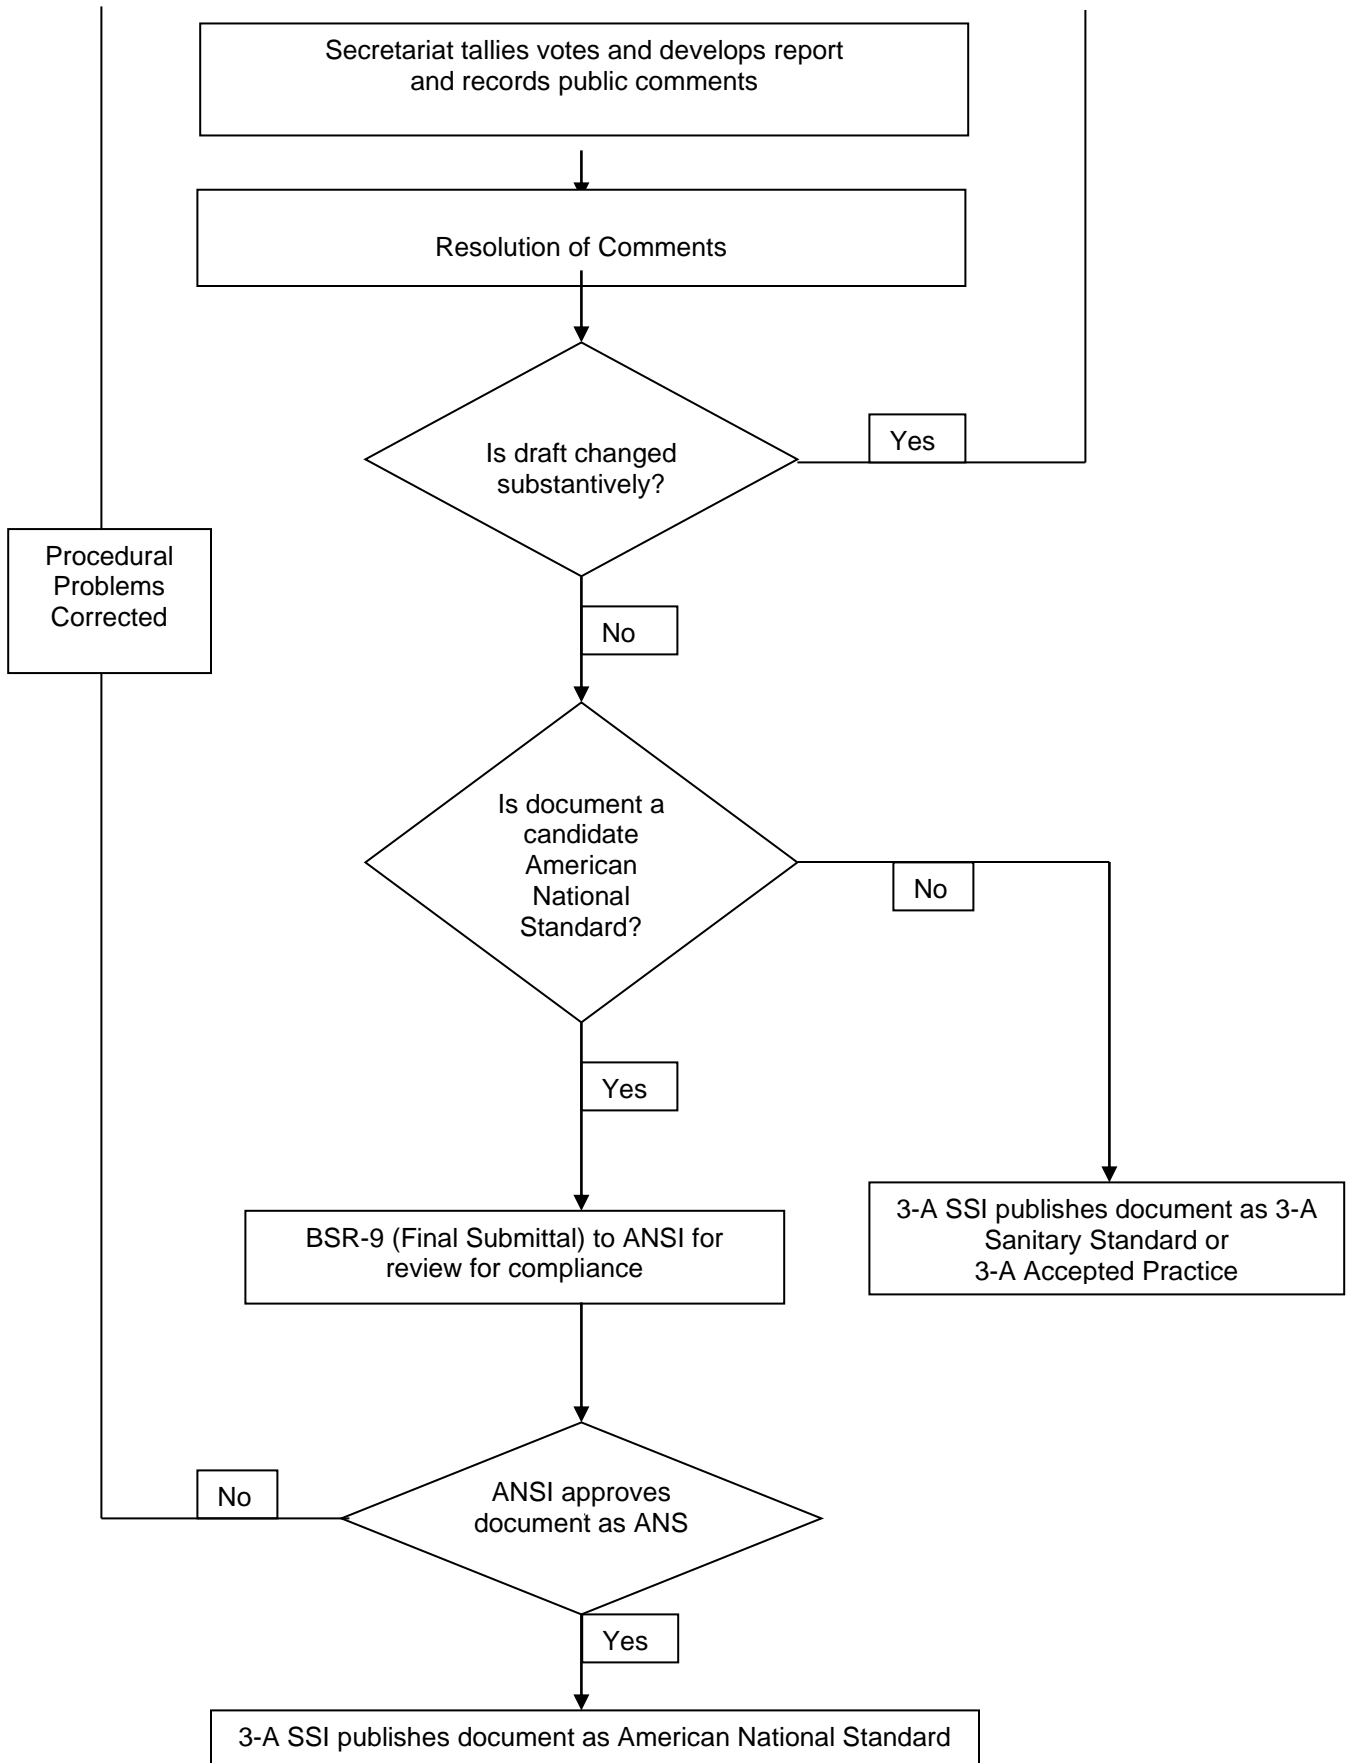 Secretariat tallies votes and develops report
and records public comments
Resolution of Comments
Is draft changed
substantively?
Yes
Procedural
Problems
Corrected
No
Is document a
candidate
American
National
Standard?
No
Yes
3-A SSI publishes document as 3-A
Sanitary Standard or
3-A Accepted Practice
BSR-9 (Final Submittal) to ANSI for
review for compliance
No
ANSI approves
document as ANS
Yes
3-A SSI publishes document as American National Standard